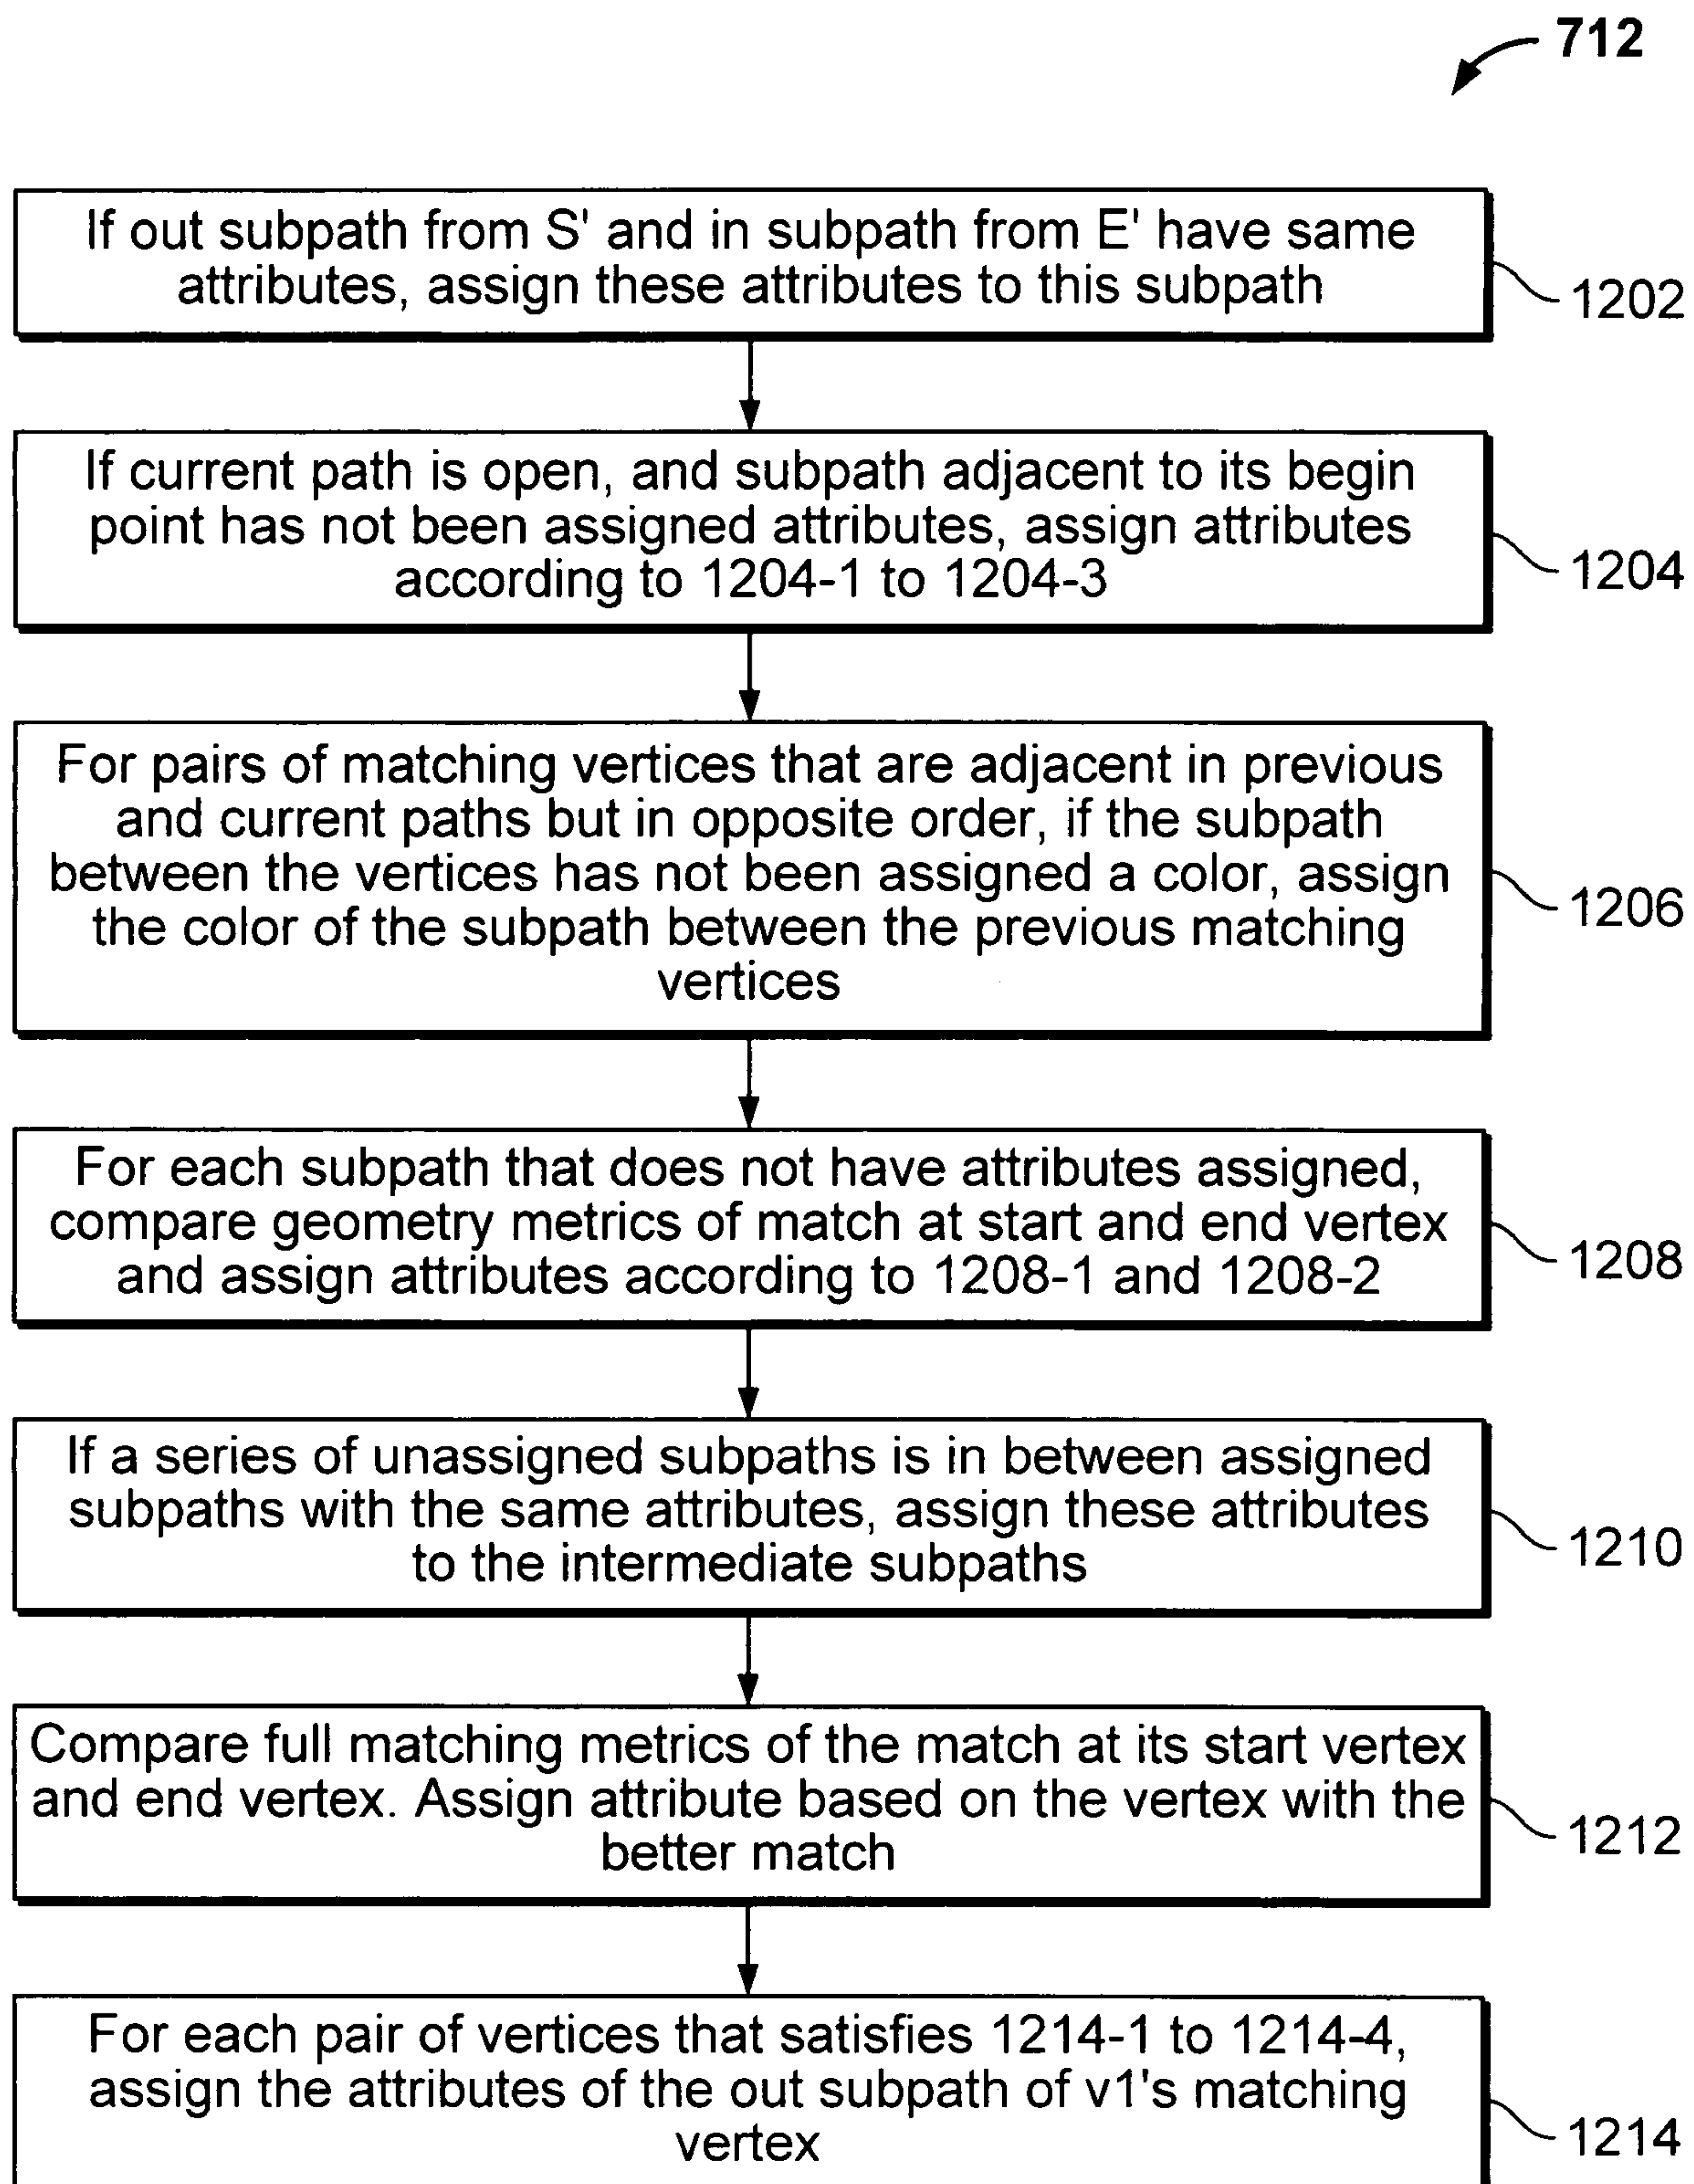 712
If out subpath from S' and in subpath from E' have same
attributes, assign these attributes to this subpath
1202
If current path is open, and subpath adjacent to its begin
point has not been assigned attributes, assign attributes
according to 1204-1 to 1204-3
1204
For pairs of matching vertices that are adjacent in previous
and current paths but in opposite order, if the subpath
between the vertices has not been assigned a color, assign
the color of the subpath between the previous matching
vertices
1206
For each subpath that does not have attributes assigned,
compare geometry metrics of match at start and end vertex
and assign attributes according to 1208-1 and 1208-2
1208
If a series of unassigned subpaths is in between assigned
subpaths with the same attributes, assign these attributes
to the intermediate subpaths
1210
Compare full matching metrics of the match at its start vertex
and end vertex. Assign attribute based on the vertex with the
better match
1212
For each pair of vertices that satisfies 1214-1 to 1214-4,
assign the attributes of the out subpath of v1's matching
vertex
1214